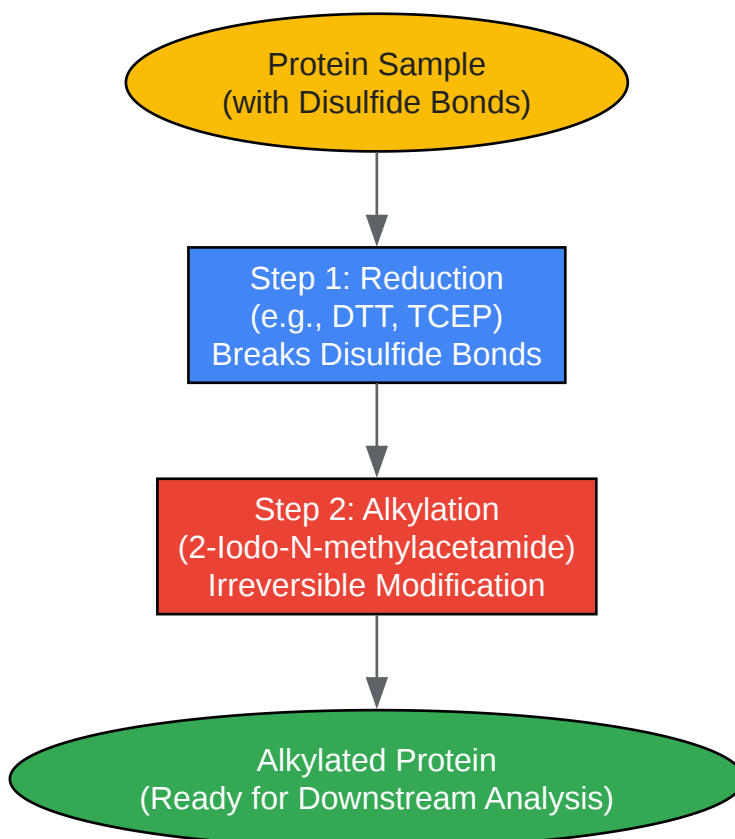 Protein Sample
(with Disulfide Bonds)
Step 1: Reduction
(e.g., DTT, TCEP)
Breaks Disulfide Bonds
Step 2: Alkylation
(2-Iodo-N-methylacetamide)
Irreversible Modification
Alkylated Protein
(Ready for Downstream Analysis)